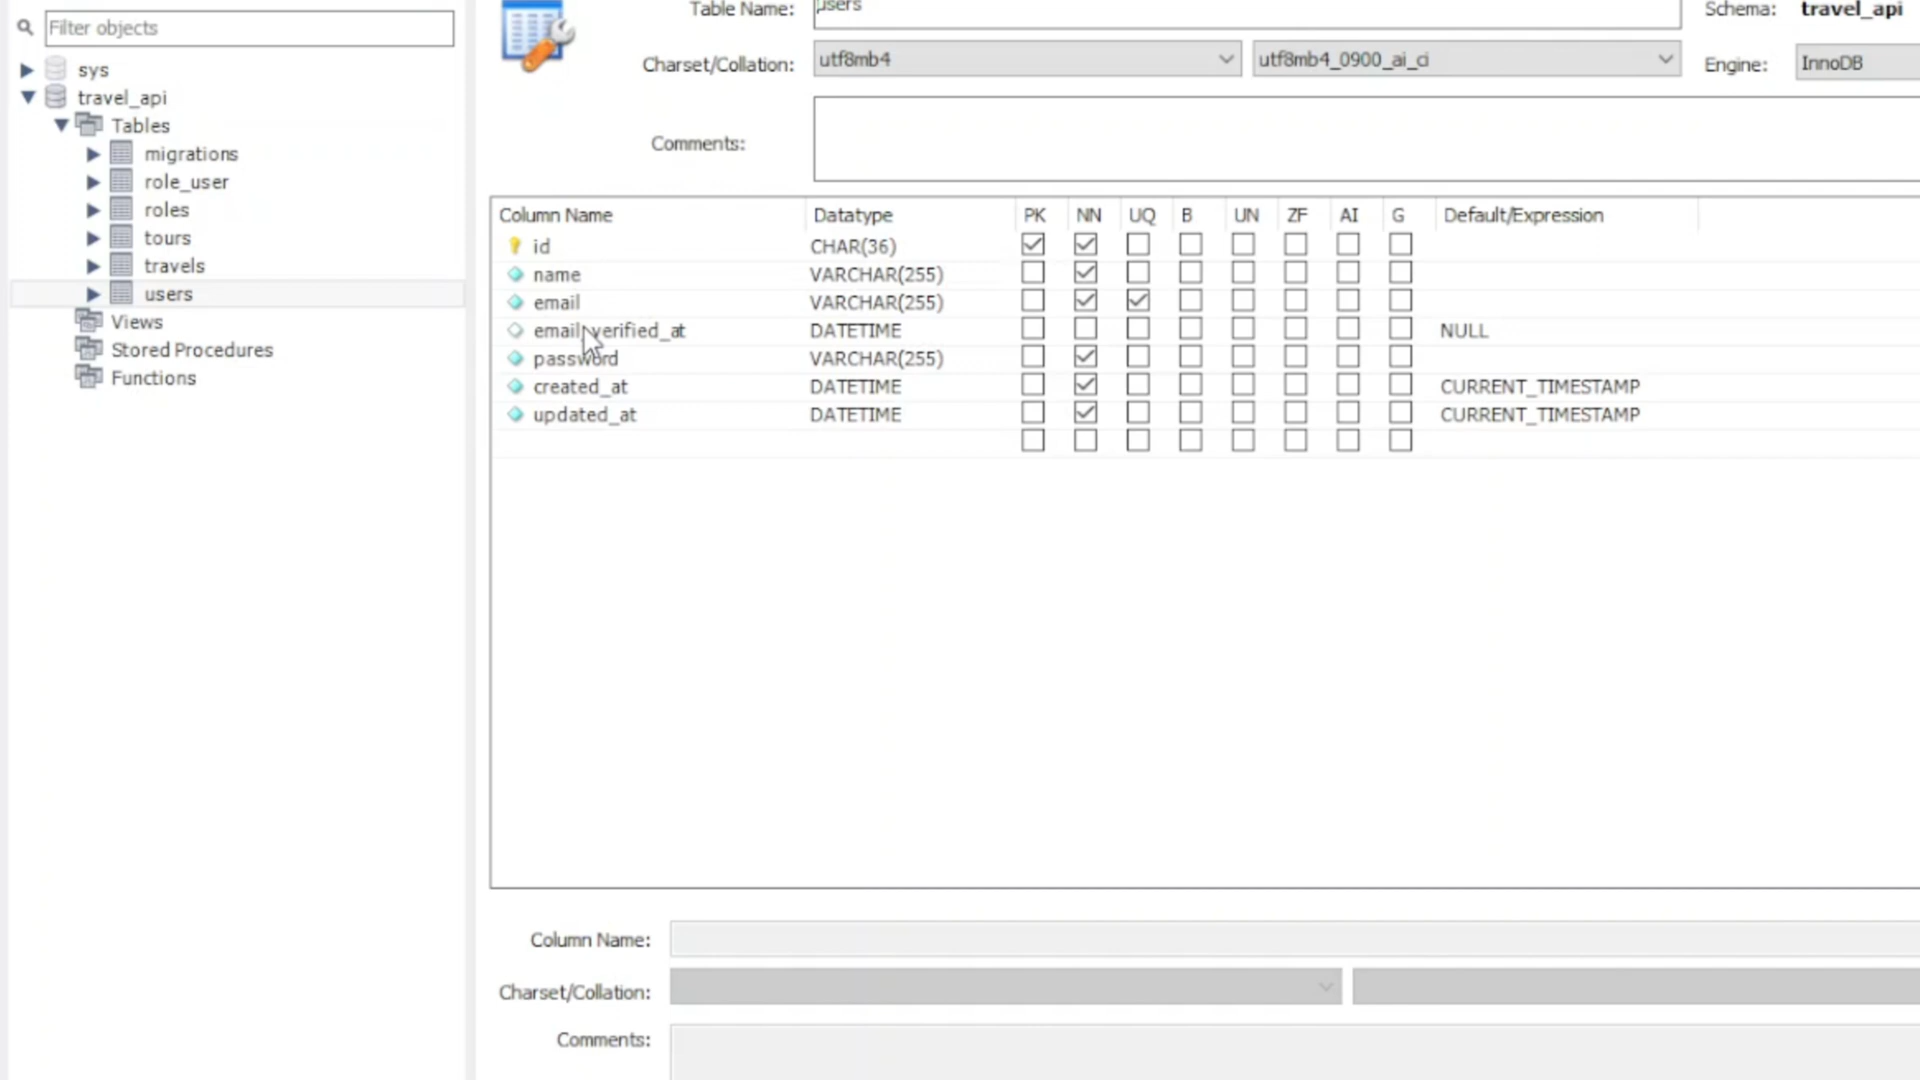 Filter objects
sys
travel_api
Tables
migrations
role_user
roles
tours
travels
users
Views
Stored Procedures
Functions
Table Name: users Schema: travel_api
Charset/Collation: utf8mb4 utf8mb4_0900_ai_ci Engine: InnoDB
Comments:
Column Name Datatype PK NN UQ B UN ZF AI G Default/Expression
id CHAR(36)
name VARCHAR(255)
email VARCHAR(255)
email_verified_at DATETIME NULL
password VARCHAR(255)
created_at DATETIME CURRENT_TIMESTAMP
updated_at DATETIME CURRENT_TIMESTAMP
Column Name:
Charset/Collation:
Comments: